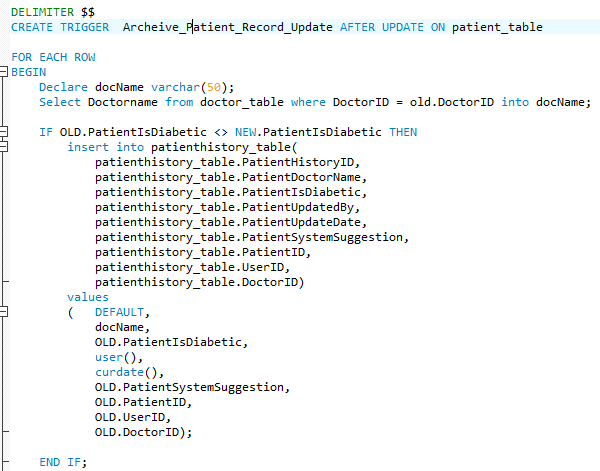 DELIMITER $$
CREATE TRIGGER  Archeive_Patient_Record_Update AFTER UPDATE ON patient_table
FOR EACH ROW
BEGIN
Declare docName varchar(50);
Select Doctorname from doctor_table where DoctorID = old.DoctorID into docName;
IF OLD.PatientIsDiabetic <> NEW.PatientIsDiabetic THEN
insert into patienthistory_table(
patienthistory_table.PatientHistoryID,
patienthistory_table.PatientDoctorName,
patienthistory_table.PatientIsDiabetic,
patienthistory_table.PatientUpdatedBy,
patienthistory_table.PatientUpdateDate,
patienthistory_table.PatientSystemSuggestion,
patienthistory_table.PatientID,
patienthistory_table.UserID,
patienthistory_table.DoctorID)
values
(   DEFAULT,
docName,
OLD.PatientIsDiabetic,
user(),
curdate(),
OLD.PatientSystemSuggestion,
OLD.PatientID,
OLD.UserID,
OLD.DoctorID);
END IF;